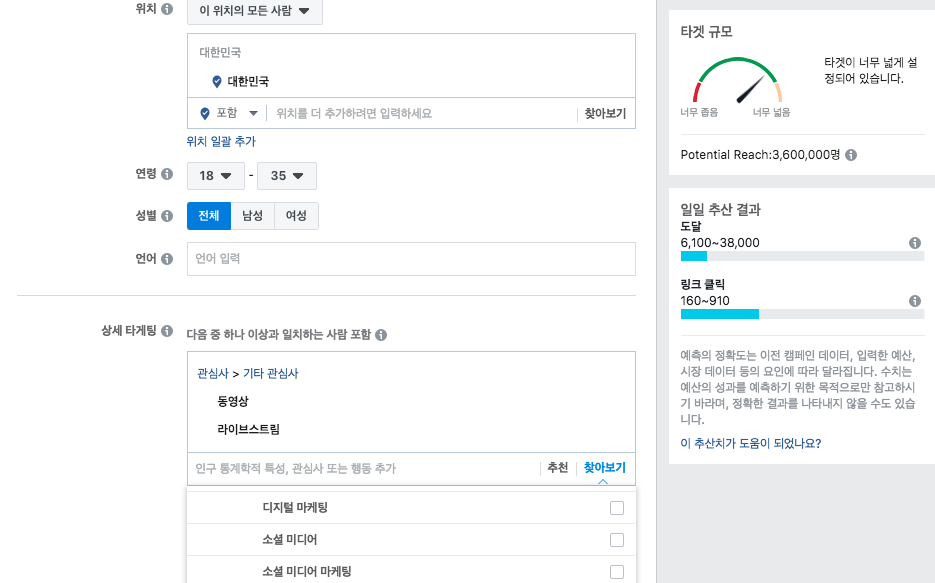 위치
이 위치의 모든 사람
대한민국
대한민국
포함
위치를 더 추가하려면 입력하세요
찾아보기
위치 일괄 추가
연령
18 - 35
성별
전체 남성 여성
언어
언어 입력
상세 타게팅
다음 중 하나 이상과 일치하는 사람 포함
관심사 > 기타 관심사
동영상
라이브스트림
인구 통계학적 특성, 관심사 또는 행동 추가
추천 찾아보기
디지털 마케팅
소셜 미디어
소셜 미디어 마케팅
타겟 규모
타겟이 너무 넓게 설
정되어 있습니다.
너무 좁음 너무 넓음
Potential Reach:3,600,000명
일일 추산 결과
도달
6,100~38,000
링크 클릭
160~910
예측의 정확도는 이전 캠페인 데이터, 입력한 예산,
시장 데이터 등의 요인에 따라 달라집니다. 수치는
예산의 성과를 예측하기 위한 목적으로만 참고하시
기 바라며, 정확한 결과를 나타내지 않을 수도 있습
니다.
이 추산치가 도움이 되었나요?